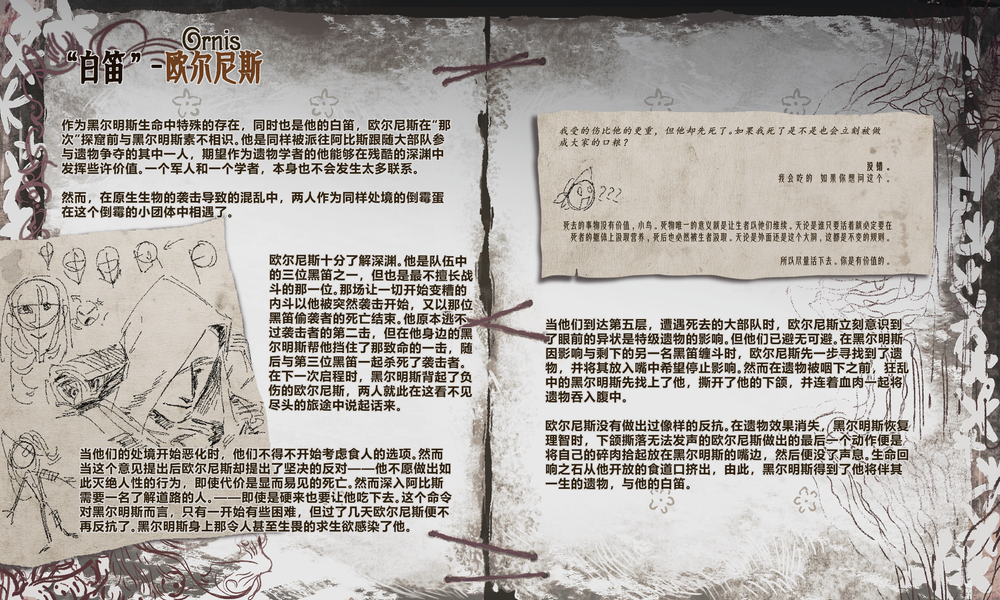 Ornis
“白笛”-欧尔尼斯
作为黑尔明斯生命中特殊的存在，同时也是他的白笛，欧尔尼斯在“那
次”探窟前与黑尔明斯素不相识。他是同样被派往阿比斯跟随大部队参
与遗物争夺的其中一人，期望作为遗物学者的他能够在残酷的深渊中
发挥些许价值。一个军人和一个学者，本身也不会发生太多联系。
然而，在原生生物的袭击导致的混乱中，两人作为同样处境的倒霉蛋
在这个倒霉的小团体中相遇了。
欧尔尼斯十分了解深渊。他是队伍中
的三位黑笛之一，但也是最不擅长战
斗的那一位。那场让一切开始变糟的
内斗以他被突然袭击开始，又以那位
黑笛偷袭者的死亡结束。他原本逃不
过袭击者的第二击，但在他身边的黑
尔明斯帮他挡住了那致命的一击，随
后与第三位黑笛一起杀死了袭击者。
在下一次启程时，黑尔明斯背起了负
伤的欧尔尼斯，两人就此在这看不见
尽头的旅途中说起话来。
当他们的处境开始恶化时，他们不得不开始考虑食人的选项。然而
当这个意见提出后欧尔尼斯却提出了坚决的反对——他不愿做出如
此灭绝人性的行为，即使代价是显而易见的死亡。然而深入阿比斯
需要一名了解道路的人。——即使是硬来也要让他吃下去。这个命令
对黑尔明斯而言，只有一开始有些困难，但过了几天欧尔尼斯便不
再反抗了。黑尔明斯身上那令人甚至生畏的求生欲感染了他。
我受的伤比他的更重，但他却先死了。如果我死了是不是也会立刻被做
成大家的口粮？
没错。
我会吃的 如果你想问这个。
???
死去的事物没有价值，小鸟。死物唯一的意义就是让生者以他们继续。无论是谁只要活着就必定要在
死者的躯体上汲取营养，死后也必然被生者汲取。无论是外面还是这个大洞，这都是不变的规则。
所以尽量活下去。你是有价值的。
当他们到达第五层，遭遇死去的大部队时，欧尔尼斯立刻意识到
了眼前的异状是特级遗物的影响。但他们已避无可避。在黑尔明斯
因影响与剩下的另一名黑笛缠斗时，欧尔尼斯先一步寻找到了遗
物，并将其放入嘴中希望停止影响。然而在遗物被咽下之前，狂乱
中的黑尔明斯先找上了他，撕开了他的下颌，并连着血肉一起将
遗物吞入腹中。
欧尔尼斯没有做出过像样的反抗。在遗物效果消失，黑尔明斯恢复
理智时，下颌撕落无法发声的欧尔尼斯做出的最后一个动作便是
将自己的碎肉拾起放在黑尔明斯的嘴边，然后便没了声息。生命回
响之石从他开放的食道口挤出，由此，黑尔明斯得到了他将伴其
一生的遗物，与他的白笛。